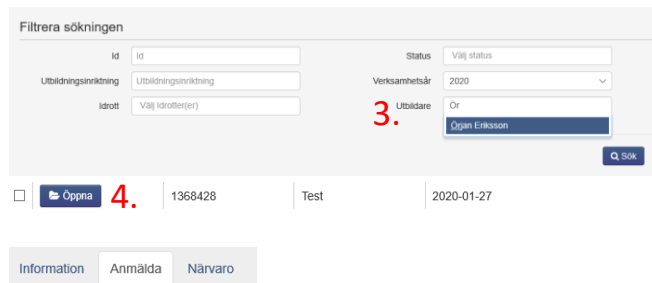 Filtrera sökningen
Id Id Status Välj status
Utbildningsinriktning Utbildningsinriktning Verksamhetsår 2020
Idrott Välj Idrotter(er) 3. Utbildare Ör
Örjan Eriksson
Sök
Öppna 4. 1368428 Test 2020-01-27
Information Anmälda Närvaro